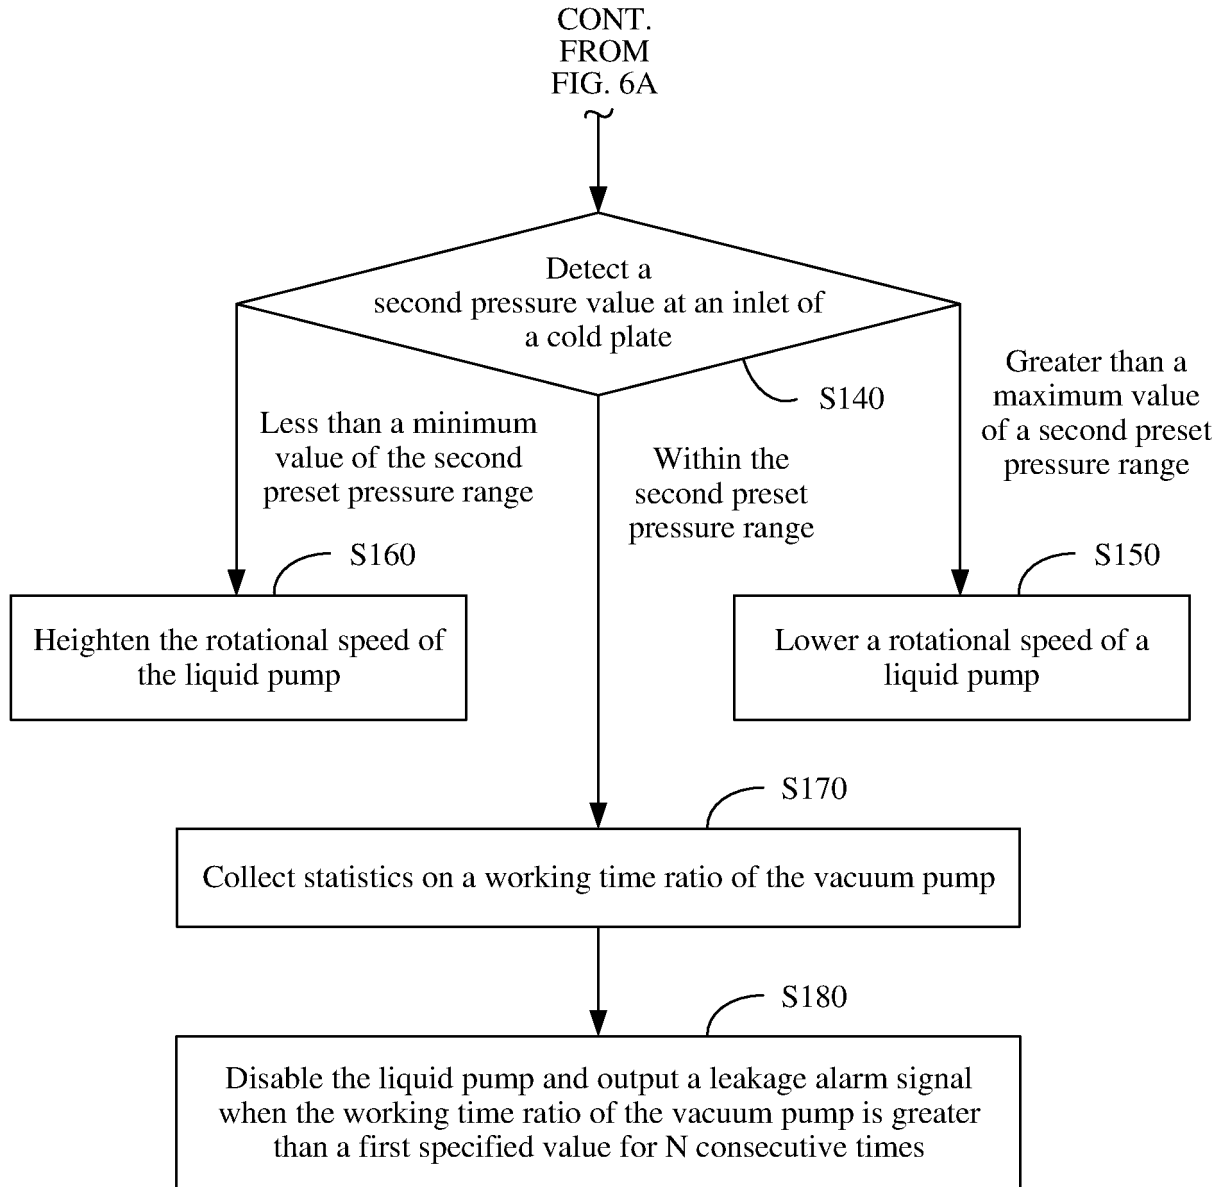 CONT.
FROM
FIG. 6A
Detect a
second pressure value at an inlet of
a cold plate
S140
Less than a minimum
value of the second
preset pressure range
Within the
second preset
pressure range
Greater than a
maximum value
of a second preset
pressure range
S160
Heighten the rotational speed of
the liquid pump
S150
Lower a rotational speed of a
liquid pump
S170
Collect statistics on a working time ratio of the vacuum pump
S180
Disable the liquid pump and output a leakage alarm signal
when the working time ratio of the vacuum pump is greater
than a first specified value for N consecutive times